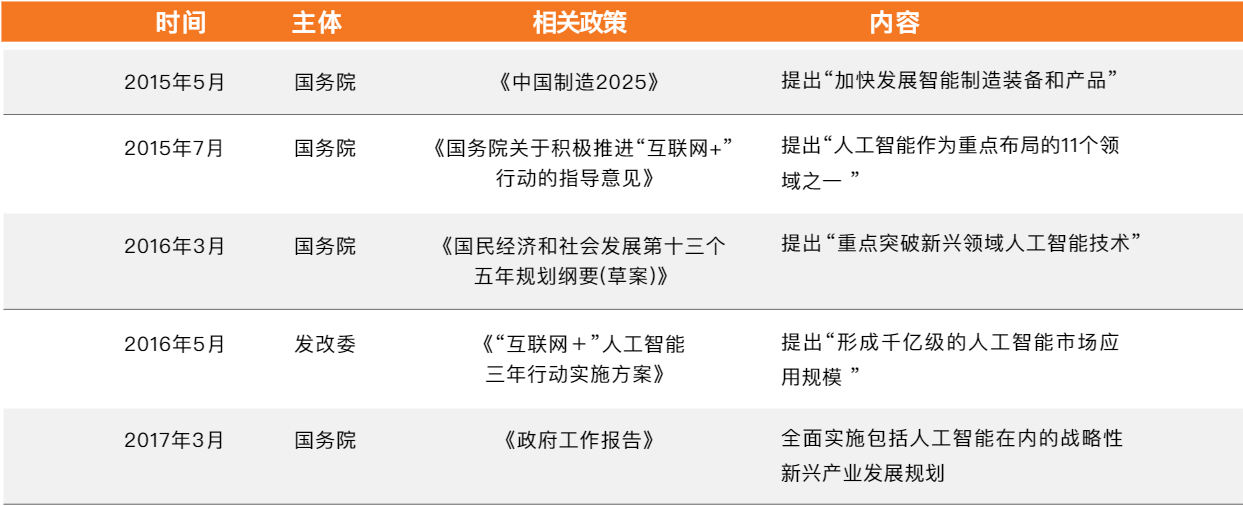 时间 主体 相关政策 内容
2015年5月 国务院 《中国制造2025》 提出“加快发展智能制造装备和产品”
2015年7月 国务院 《国务院关于积极推进“互联网+” 提出“人工智能作为重点布局的11个领
行动的指导意见》 域之一 ”
2016年3月 国务院 《国民经济和社会发展第十三个 提出“重点突破新兴领域人工智能技术”
五年规划纲要(草案)》
2016年5月 发改委 《“互联网＋”人工智能 提出“形成千亿级的人工智能市场应
三年行动实施方案》 用规模 ”
2017年3月 国务院 《政府工作报告》 全面实施包括人工智能在内的战略性
新兴产业发展规划